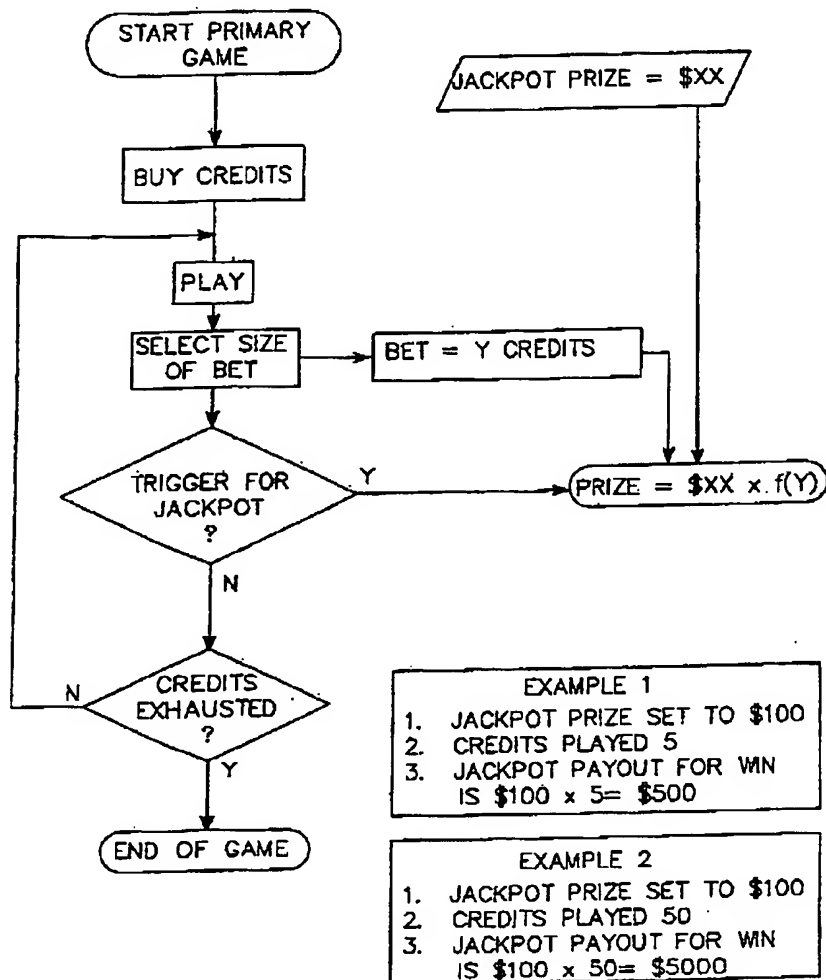 START PRIMARY
GAME
JACKPOT PRIZE = $XX
BUY CREDITS
PLAY
SELECT SIZE
OF BET
BET = Y CREDITS
TRIGGER FOR
JACKPOT
?
Y
PRIZE = $XX x.f(Y)
N
CREDITS
EXHAUSTED
?
N
Y
END OF GAME
EXAMPLE 1
1. JACKPOT PRIZE SET TO $100
2. CREDITS PLAYED 5
3. JACKPOT PAYOUT FOR WIN
IS $100 x 5= $500
EXAMPLE 2
1. JACKPOT PRIZE SET TO $100
2. CREDITS PLAYED 50
3. JACKPOT PAYOUT FOR WIN
IS $100 x 50= $5000